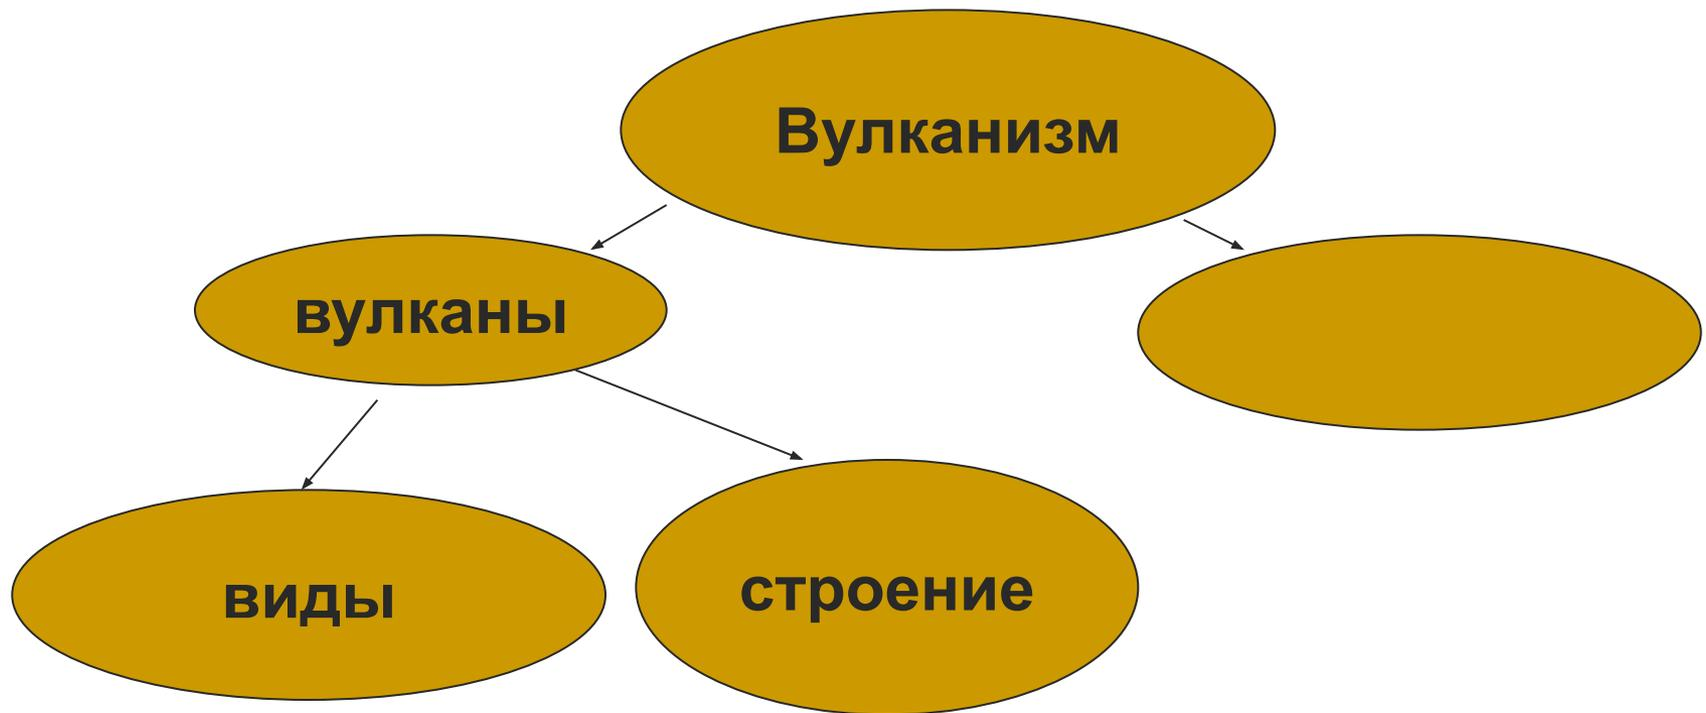 Вулканизм
вулканы
виды
строение